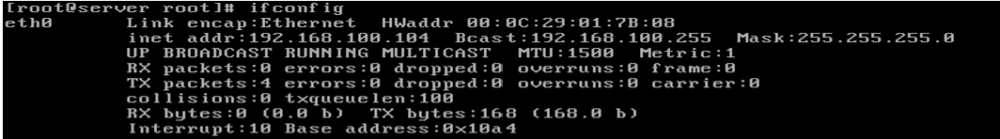 [root@server root]# ifconfig
eth0      Link encap:Ethernet  HWaddr 00:0C:29:01:7B:08
          inet addr:192.168.100.104  Bcast:192.168.100.255  Mask:255.255.255.0
          UP BROADCAST RUNNING MULTICAST  MTU:1500  Metric:1
          RX packets:0 errors:0 dropped:0 overruns:0 frame:0
          TX packets:4 errors:0 dropped:0 overruns:0 carrier:0
          collisions:0 txqueuelen:100
          RX bytes:0 (0.0 b)  TX bytes:168 (168.0 b)
          Interrupt:10 Base address:0x10a4